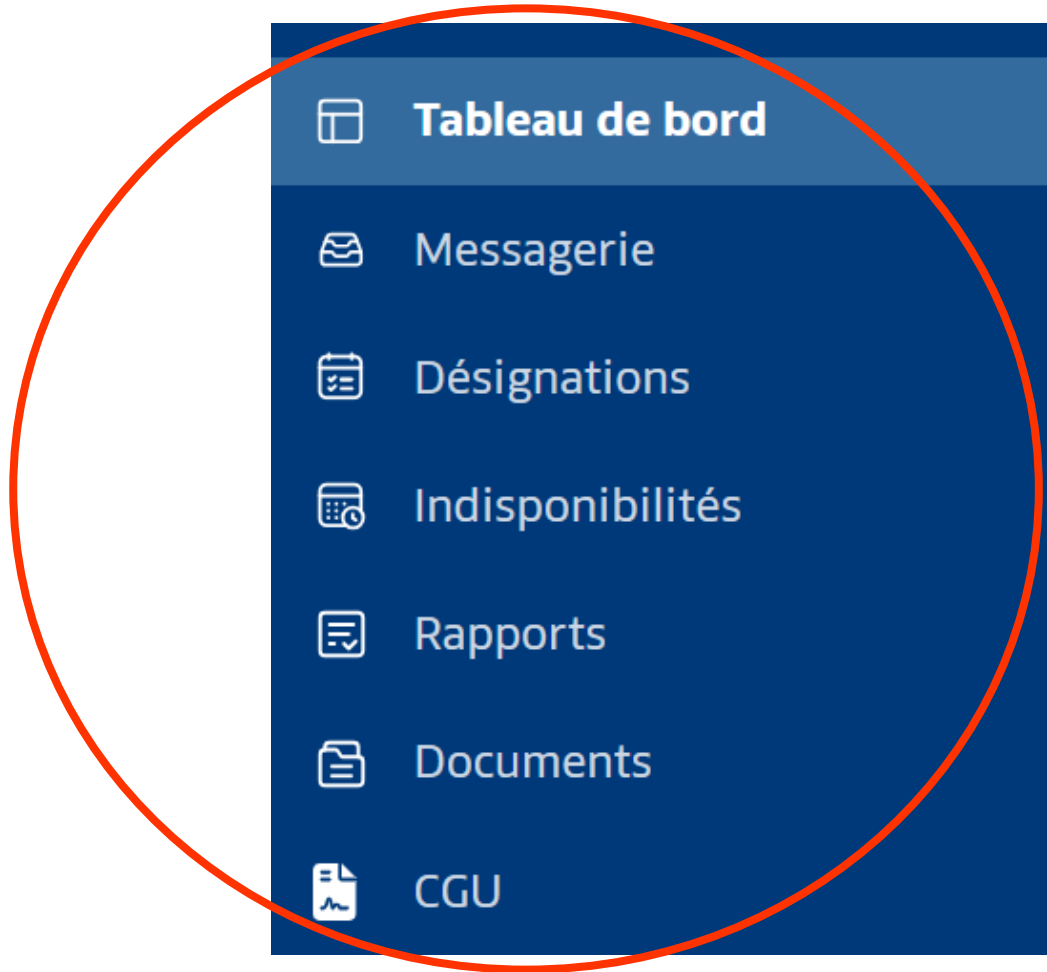 Tableau de bord
Messagerie
Désignations
Indisponibilités
Rapports
Documents
CGU